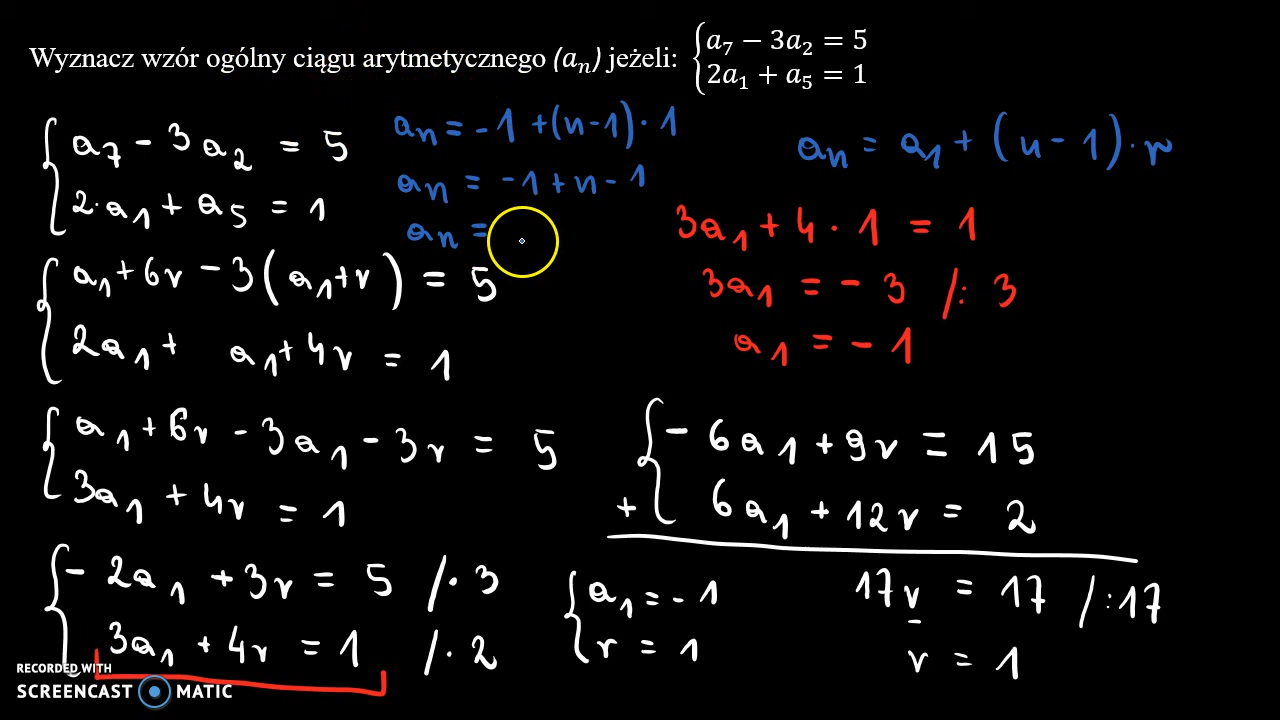 Wyznacz wzór ogólny ciągu arytmetycznego (aₙ) jeżeli: {a₇ − 3a₂ = 5
2a₁ + a₅ = 1
{a₇ - 3a₂ = 5
2·a₁ + a₅ = 1
{a₁ + 6r - 3(a₁+r) = 5
2a₁ + a₁+4r = 1
{a₁ + 6r - 3a₁ - 3r = 5
3a₁ + 4r = 1
{- 2a₁ + 3r = 5 /· 3
3a₁ + 4r = 1 /· 2
aₙ = -1 + (n-1)·1
aₙ = -1 + n - 1
aₙ =
aₙ = a₁ + (n-1)·r
3a₁ + 4·1 = 1
3a₁ = -3 /: 3
a₁ = -1
{- 6a₁ + 9r = 15
+ 6a₁ + 12r = 2
17r = 17 /:17
r = 1
{a₁ = -1
r = 1
RECORDED WITH
SCREENCAST MATIC